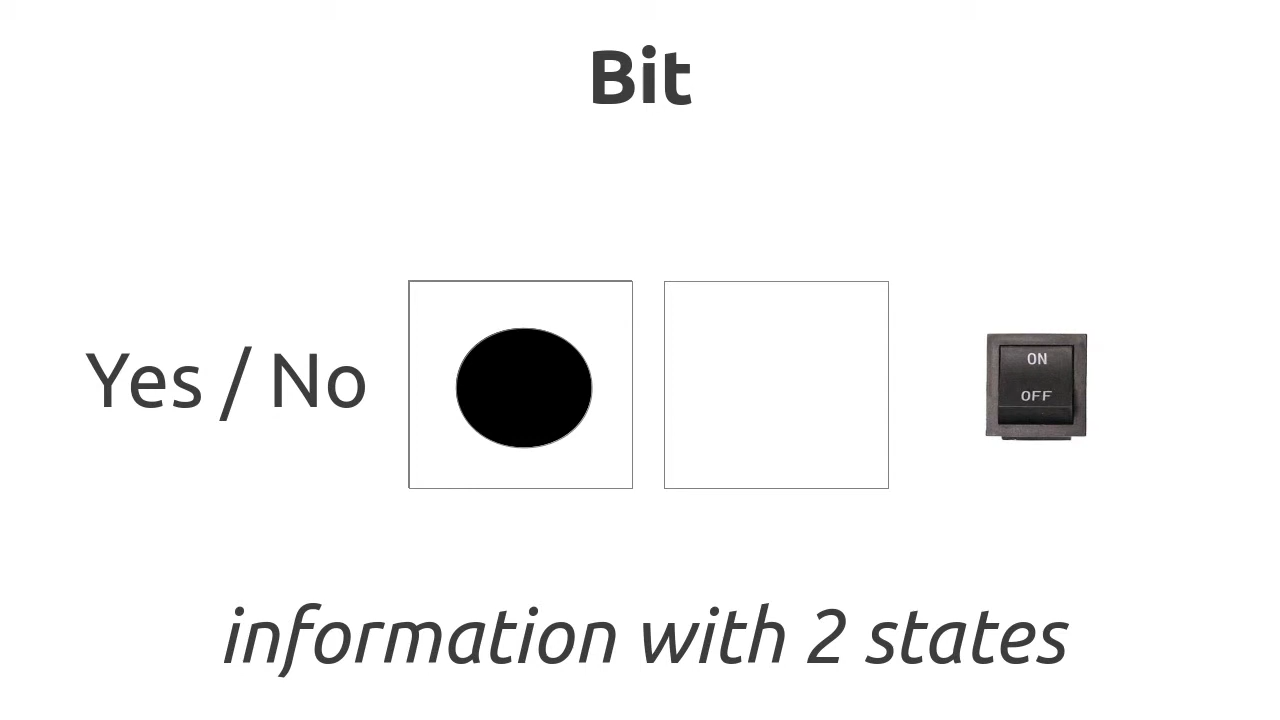 Bit
Yes / No
ON
OFF
information with 2 states